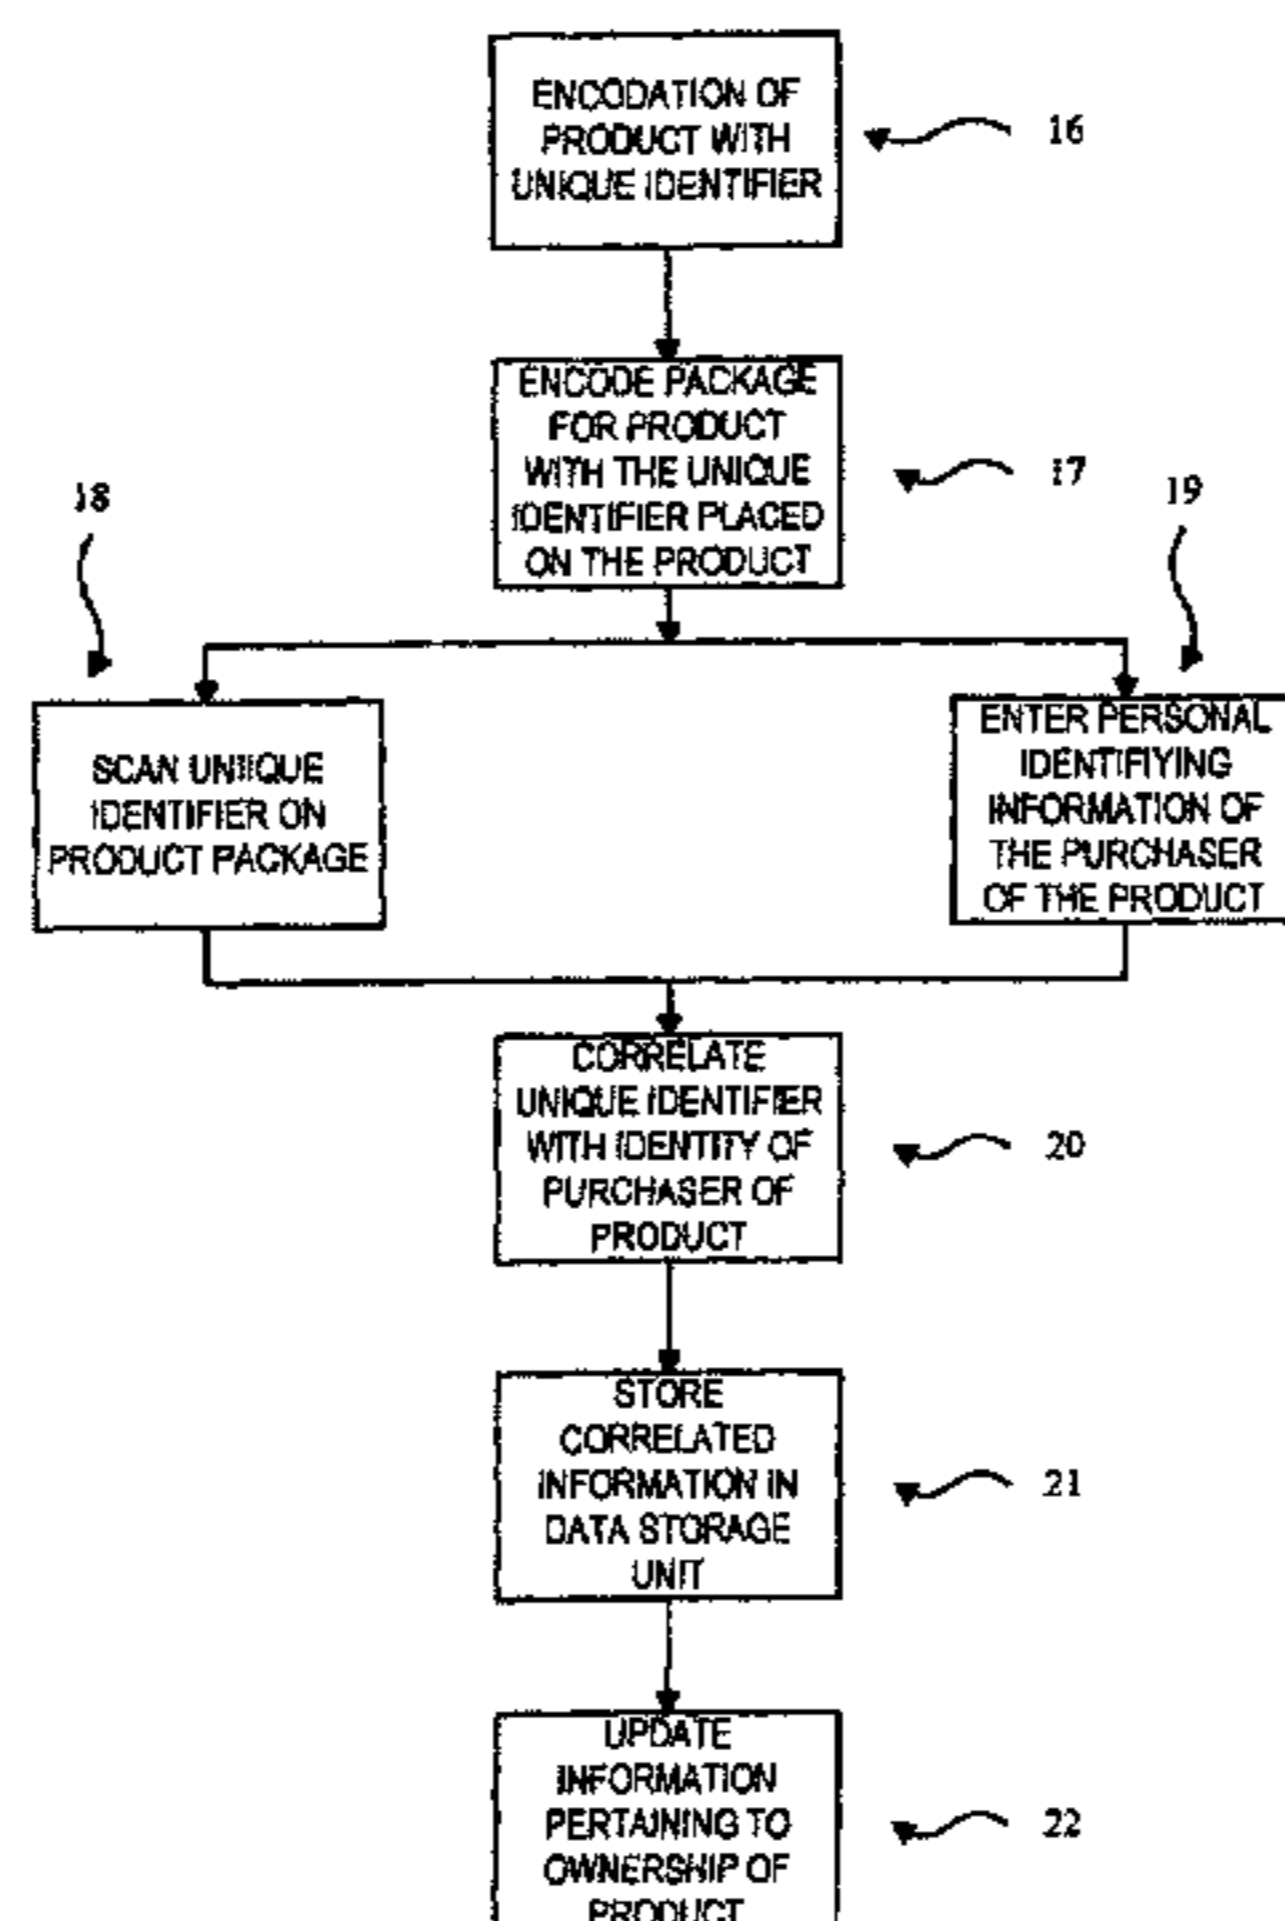 ENCODATION OF
PRODUCT WITH
UNIQUE IDENTIFIER
16
ENCODE PACKAGE
FOR PRODUCT
WITH THE UNIQUE
IDENTIFIER PLACED
ON THE PRODUCT
17
18
19
SCAN UNIIQUE
IDENTIFIER ON
PRODUCT PACKAGE
ENTER PERSONAL
IDENTIFIYING
INFORMATION OF
THE PURCHASER
OF THE PRODUCT
CORRELATE
UNIQUE IDENTIFIER
WITH IDENTITY OF
PURCHASER OF
PRODUCT
20
STORE
CORRELATED
INFORMATION IN
DATA STORAGE
UNIT
21
UPDATE
INFORMATION
PERTAINING TO
OWNERSHIP OF
PRODUCT
22